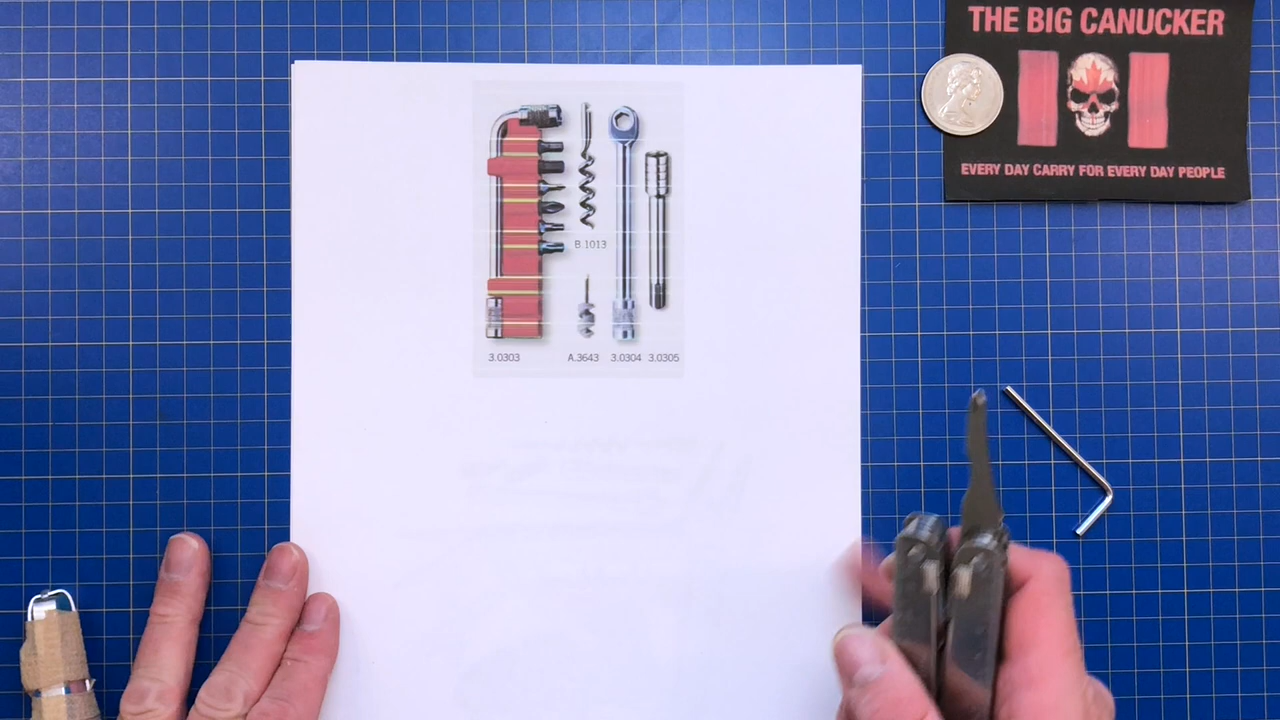 THE BIG CANUCKER
EVERY DAY CARRY FOR EVERY DAY PEOPLE
B.1013
3.0303
A.3643
3.0304
3.0305